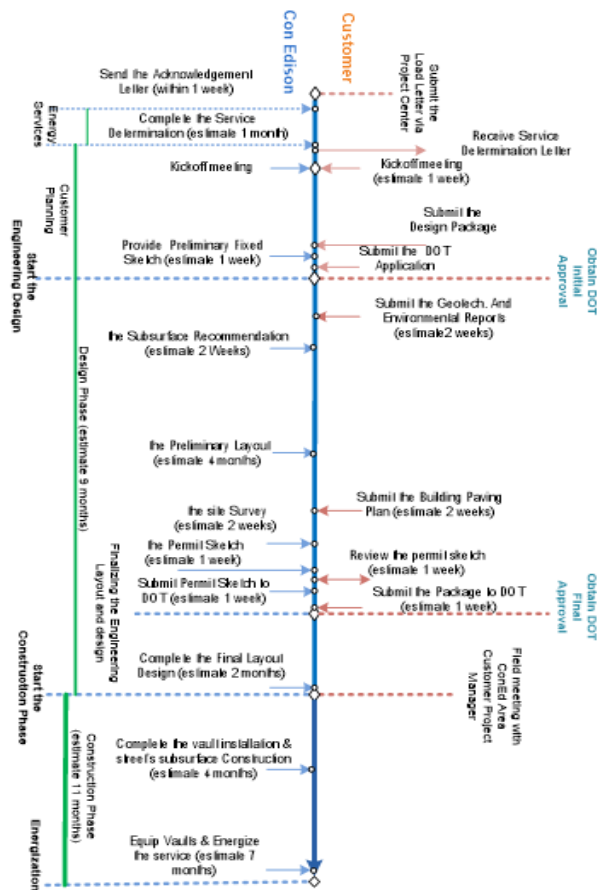 Con Edison
Customer
Send the Acknowledgement
Letter (within 1 week)
Submit the
Load Letter via
Project Center
Energy
Services
Complete the Service
Determination (estimate 1 month)
Receive Service
Determination Letter
Kickoff meeting
Kickoff meeting
(estimate 1 week)
Customer
Planning
Submit the
Design Package
Provide Preliminary Fixed
Sketch (estimate 1 week)
Submit the DOT
Application
Start the
Engineering Design
Obtain DOT
Initial
Approval
Submit the Geotech. And
Environmental Reports
(estimate2 weeks)
the Subsurface Recommendation
(estimate 2 Weeks)
Design Phase (estimate 9 months)
the Preliminary Layout
(estimate 4 months)
Submit the Building Paving
Plan (estimate 2 weeks)
the site Survey
(estimate 2 weeks)
the Permit Sketch
(estimate 1 week)
Review the permit sketch
(estimate 1 week)
Submit Permit Sketch to
DOT (estimate 1 week)
Submit the Package to DOT
(estimate 1 week)
Finalizing the Engineering
Layout and design
Obtain DOT
Final
Approval
Complete the Final Layout
Design (estimate 2 months)
Start the
Construction Phase
Field meeting with
ConEd Area
Customer Project
Manager
Construction Phase
(estimate 11 months)
Complete the vault installation &
street's subsurface Construction
(estimate 4 months)
Equip Vaults & Energize
the service (estimate 7
months)
Energization